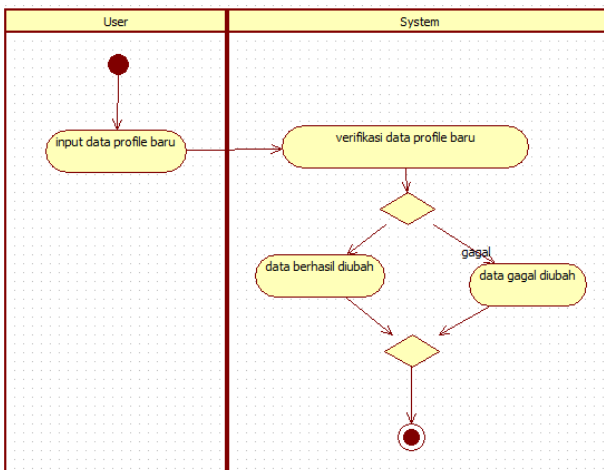 User
System
input data profile baru
verifikasi data profile baru
gagal
data berhasil diubah
data gagal diubah